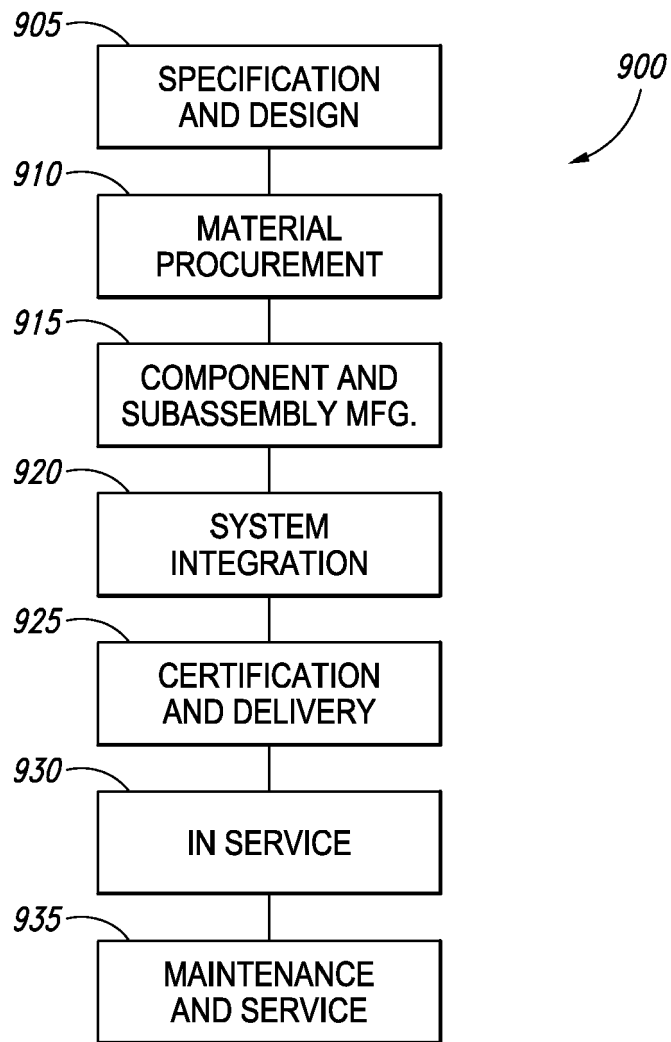 905
SPECIFICATION
AND DESIGN
900
910
MATERIAL
PROCUREMENT
915
COMPONENT AND
SUBASSEMBLY MFG.
920
SYSTEM
INTEGRATION
925
CERTIFICATION
AND DELIVERY
930
IN SERVICE
935
MAINTENANCE
AND SERVICE